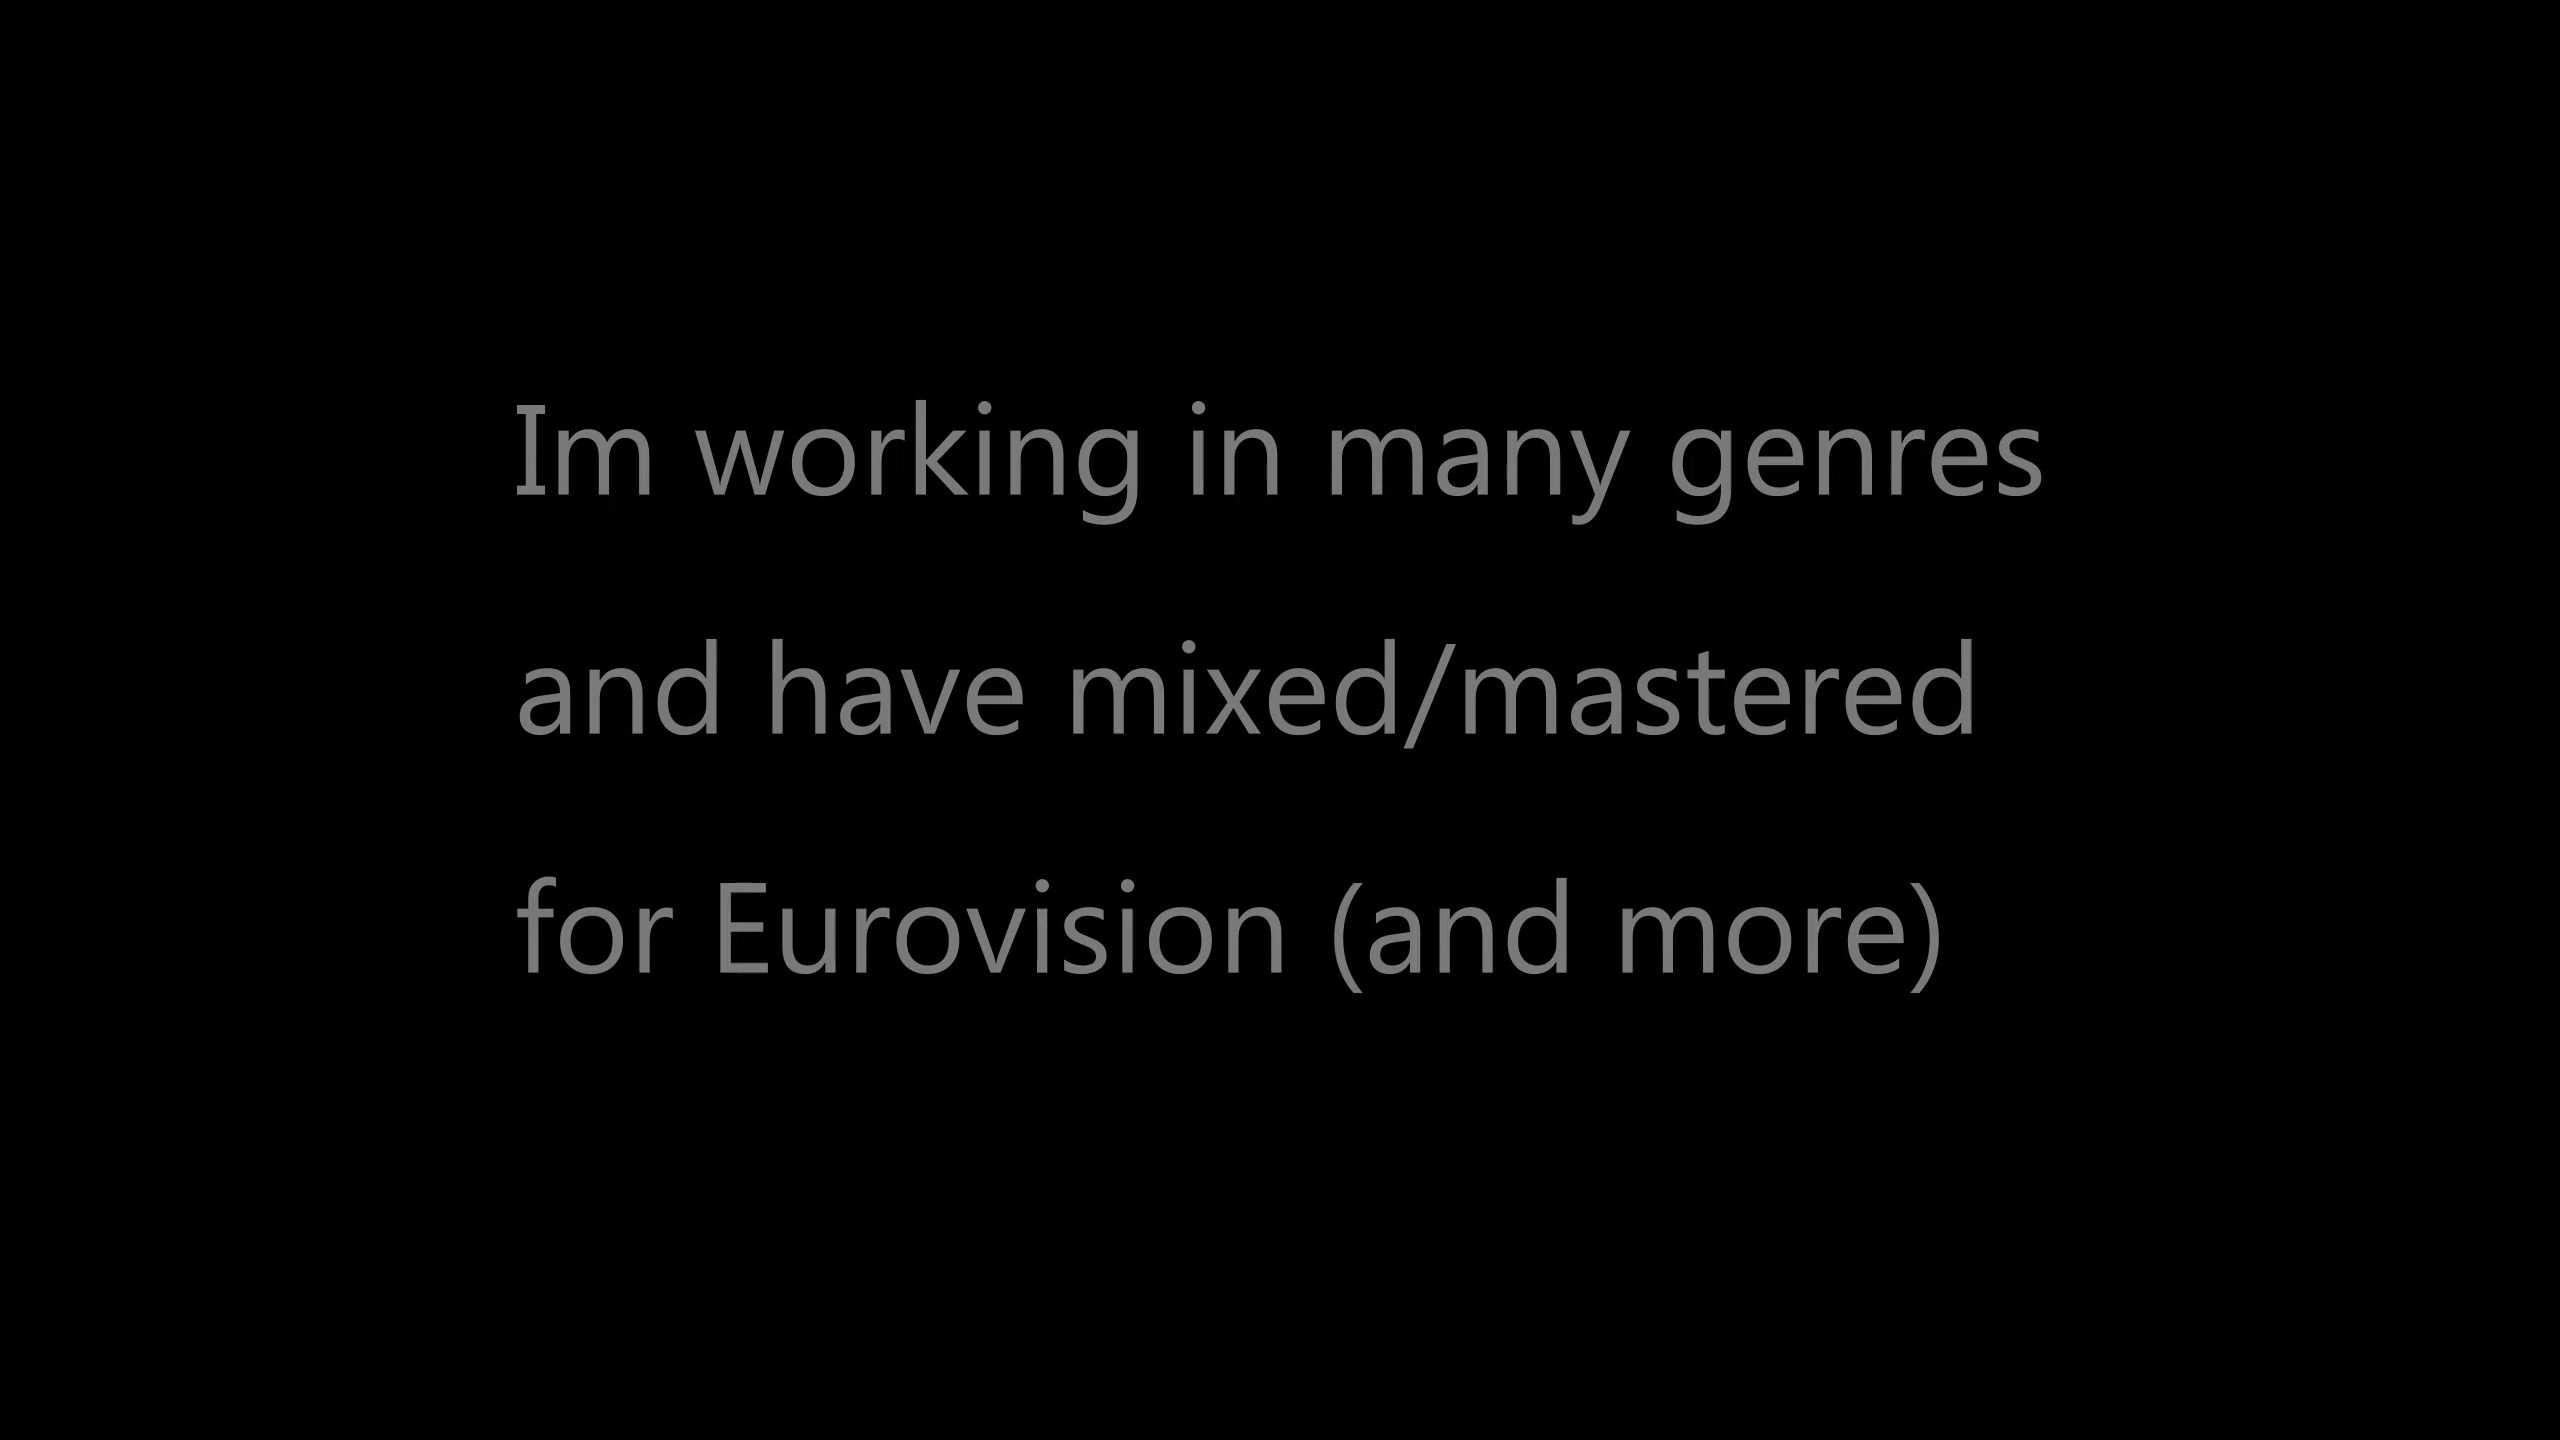 Im working in many genres
and have mixed/mastered
for Eurovision (and more)